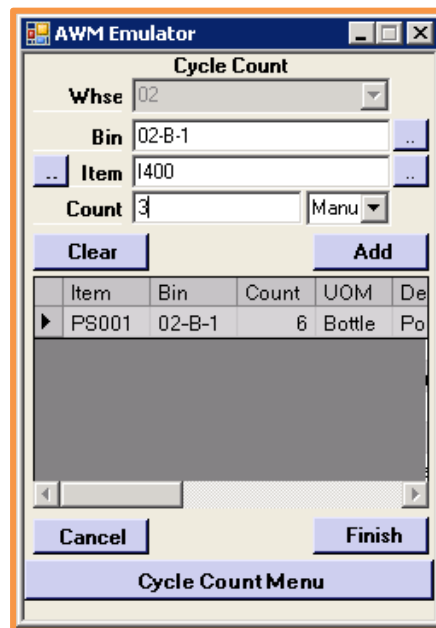 AWM Emulator
Cycle Count
Whse 02
Bin 02-B-1 ..
.. Item I400 ..
Count 3 Manu
Clear Add
Item Bin Count UOM De
PS001 02-B-1 6 Bottle Po
Cancel Finish
Cycle Count Menu